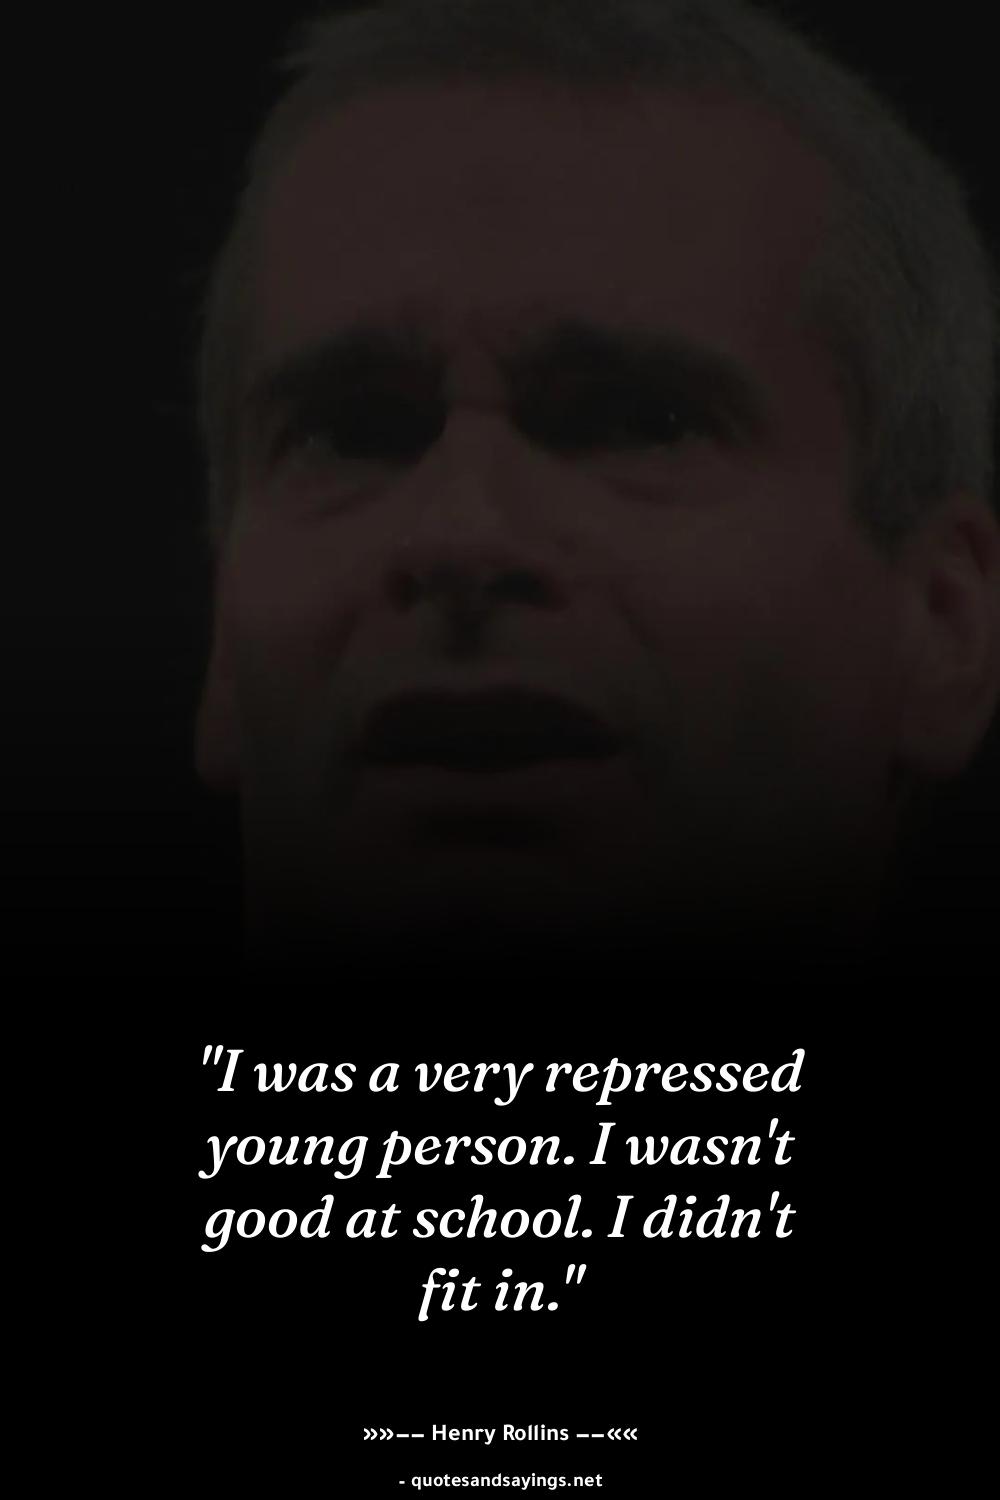 "I was a very repressed
young person. I wasn't
good at school. I didn't
fit in."
»»−− Henry Rollins −−««
- quotesandsayings.net